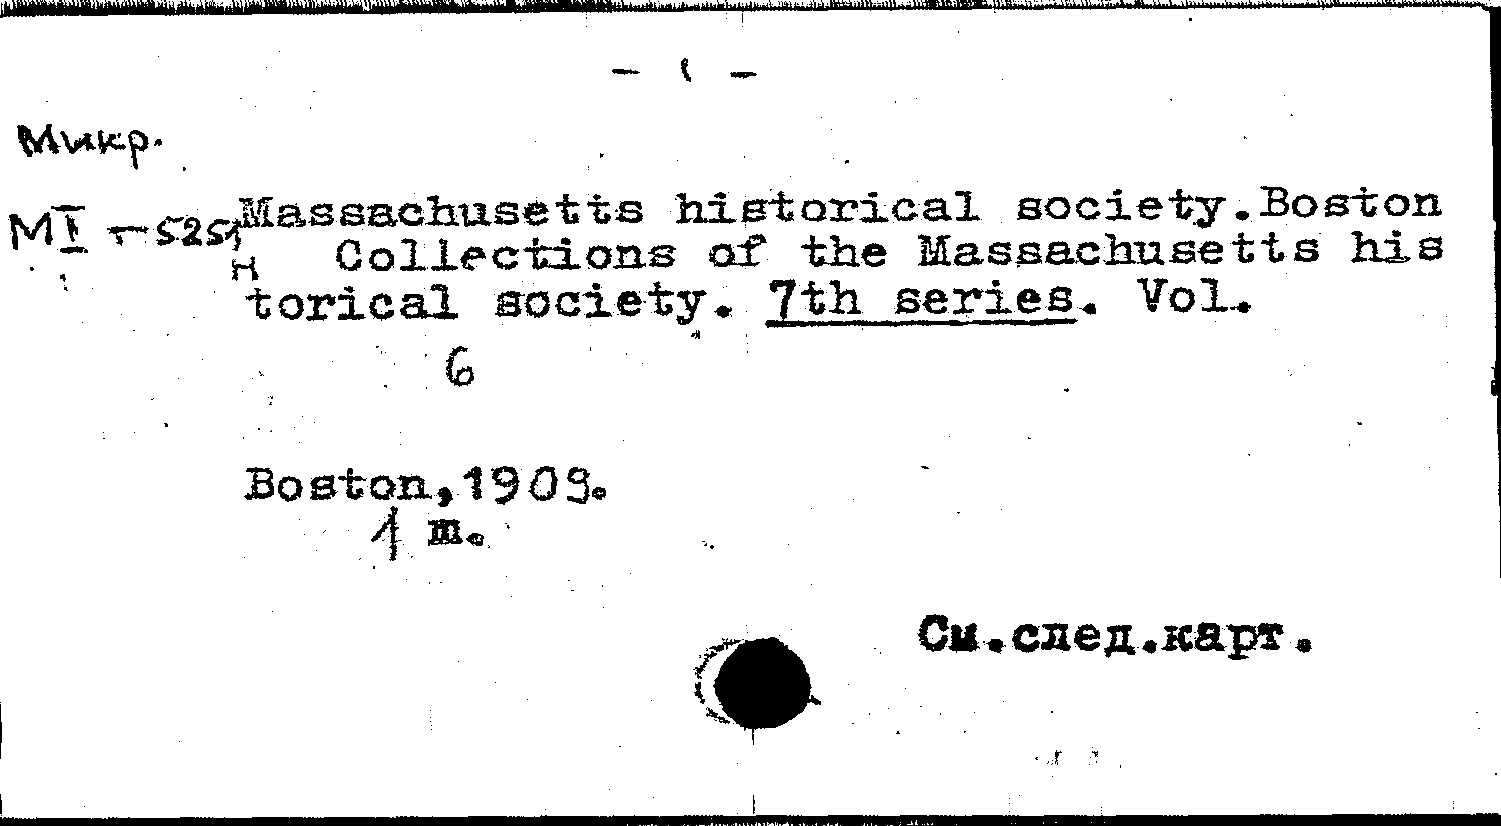 - 1 -
Микр.
MI-5251
н
Massachusetts historical society.Boston
Collections of the Massachusetts his
torical society. 7th series. Vol.
6
Boston,1909.
1 m.
См.след.карт.